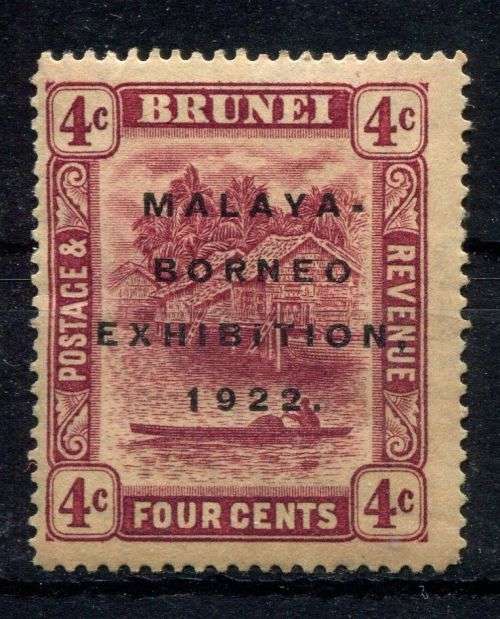 4c BRUNEI 4c
POSTAGE &
REVENUE
MALAYA-
BORNEO
EXHIBITION,
1922.
4c FOUR CENTS 4c